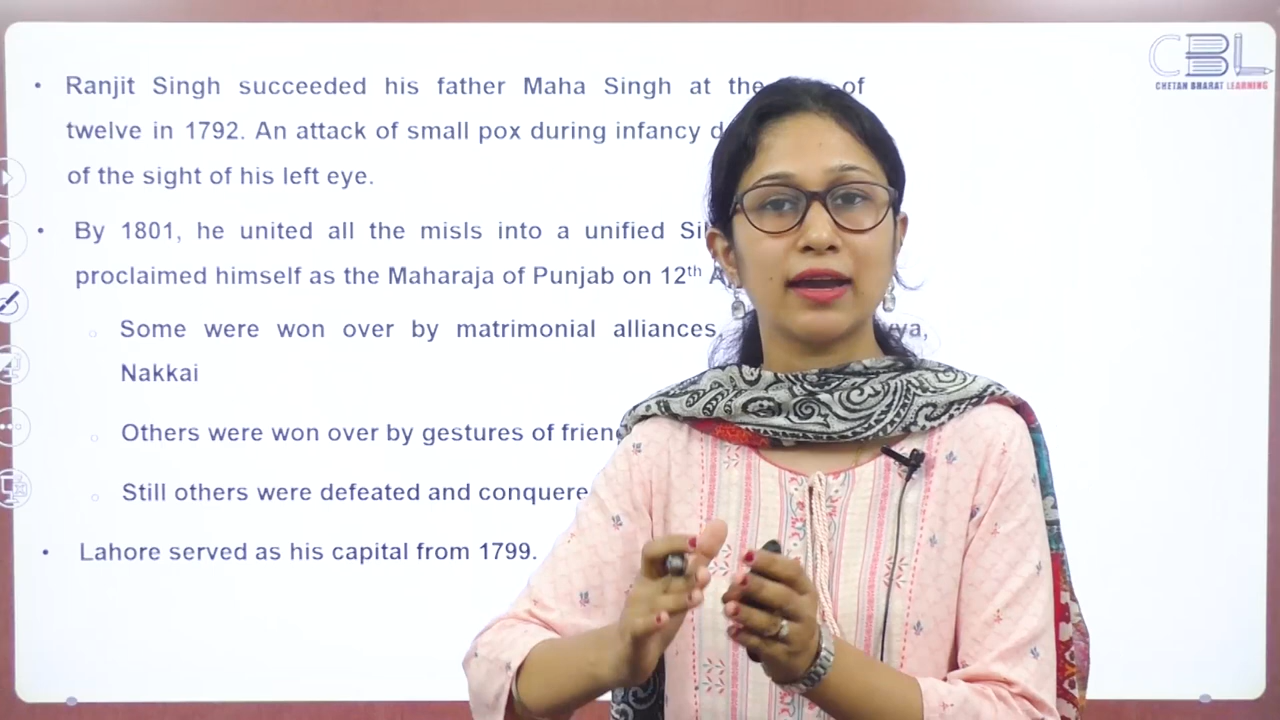 CBL
CHETAN BHARAT LEARNING
• Ranjit Singh succeeded his father Maha Singh at the of
twelve in 1792. An attack of small pox during infancy
of the sight of his left eye.
• By 1801, he united all the misls into a unified
proclaimed himself as the Maharaja of Punjab on 12th
○ Some were won over by matrimonial alliances,
Nakkai
○ Others were won over by gestures of
○ Still others were defeated and
• Lahore served as his capital from 1799.